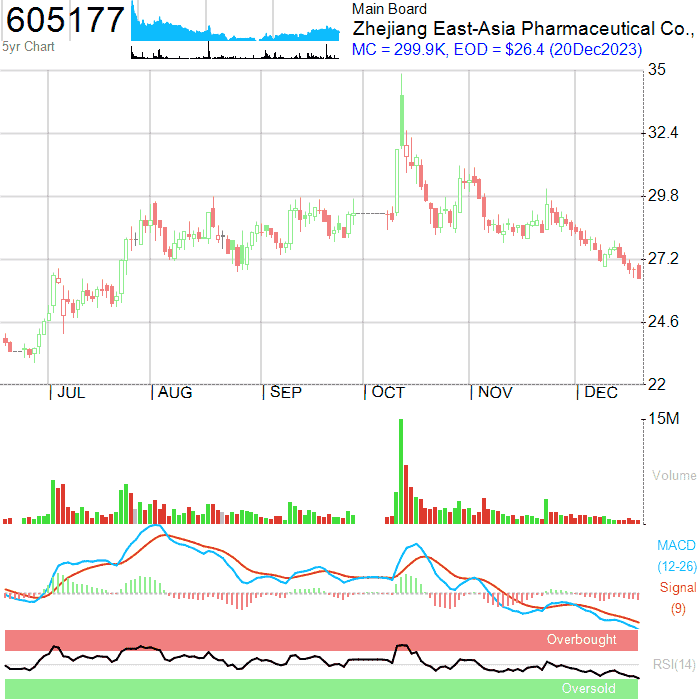 605177
5yr Chart
Main Board
Zhejiang East-Asia Pharmaceutical Co.,
MC = 299.9K, EOD = $26.4 (20Dec2023)
35
32.4
29.8
27.2
24.6
22
JUL AUG SEP OCT NOV DEC
15M
Volume
MACD
(12-26)
Signal
(9)
Overbought
RSI(14)
Oversold